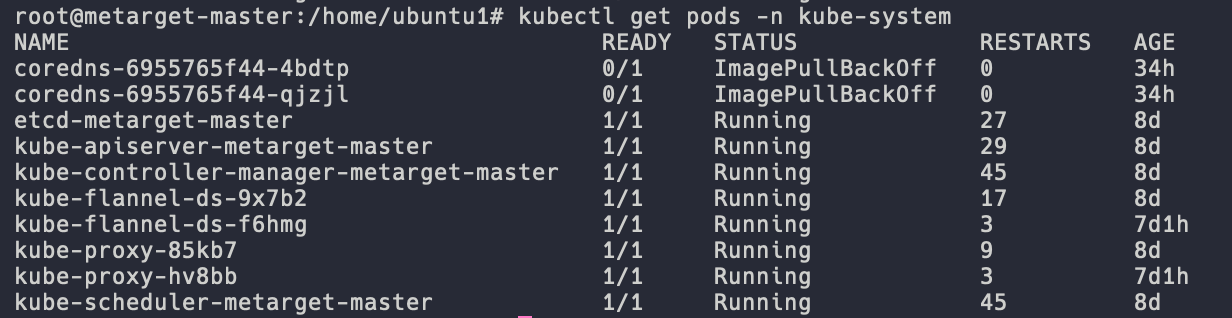 root@metarget-master:/home/ubuntu1# kubectl get pods -n kube-system
NAME READY STATUS RESTARTS AGE
coredns-6955765f44-4bdtp 0/1 ImagePullBackOff 0 34h
coredns-6955765f44-qjzjl 0/1 ImagePullBackOff 0 34h
etcd-metarget-master 1/1 Running 27 8d
kube-apiserver-metarget-master 1/1 Running 29 8d
kube-controller-manager-metarget-master 1/1 Running 45 8d
kube-flannel-ds-9x7b2 1/1 Running 17 8d
kube-flannel-ds-f6hmg 1/1 Running 3 7d1h
kube-proxy-85kb7 1/1 Running 9 8d
kube-proxy-hv8bb 1/1 Running 3 7d1h
kube-scheduler-metarget-master 1/1 Running 45 8d